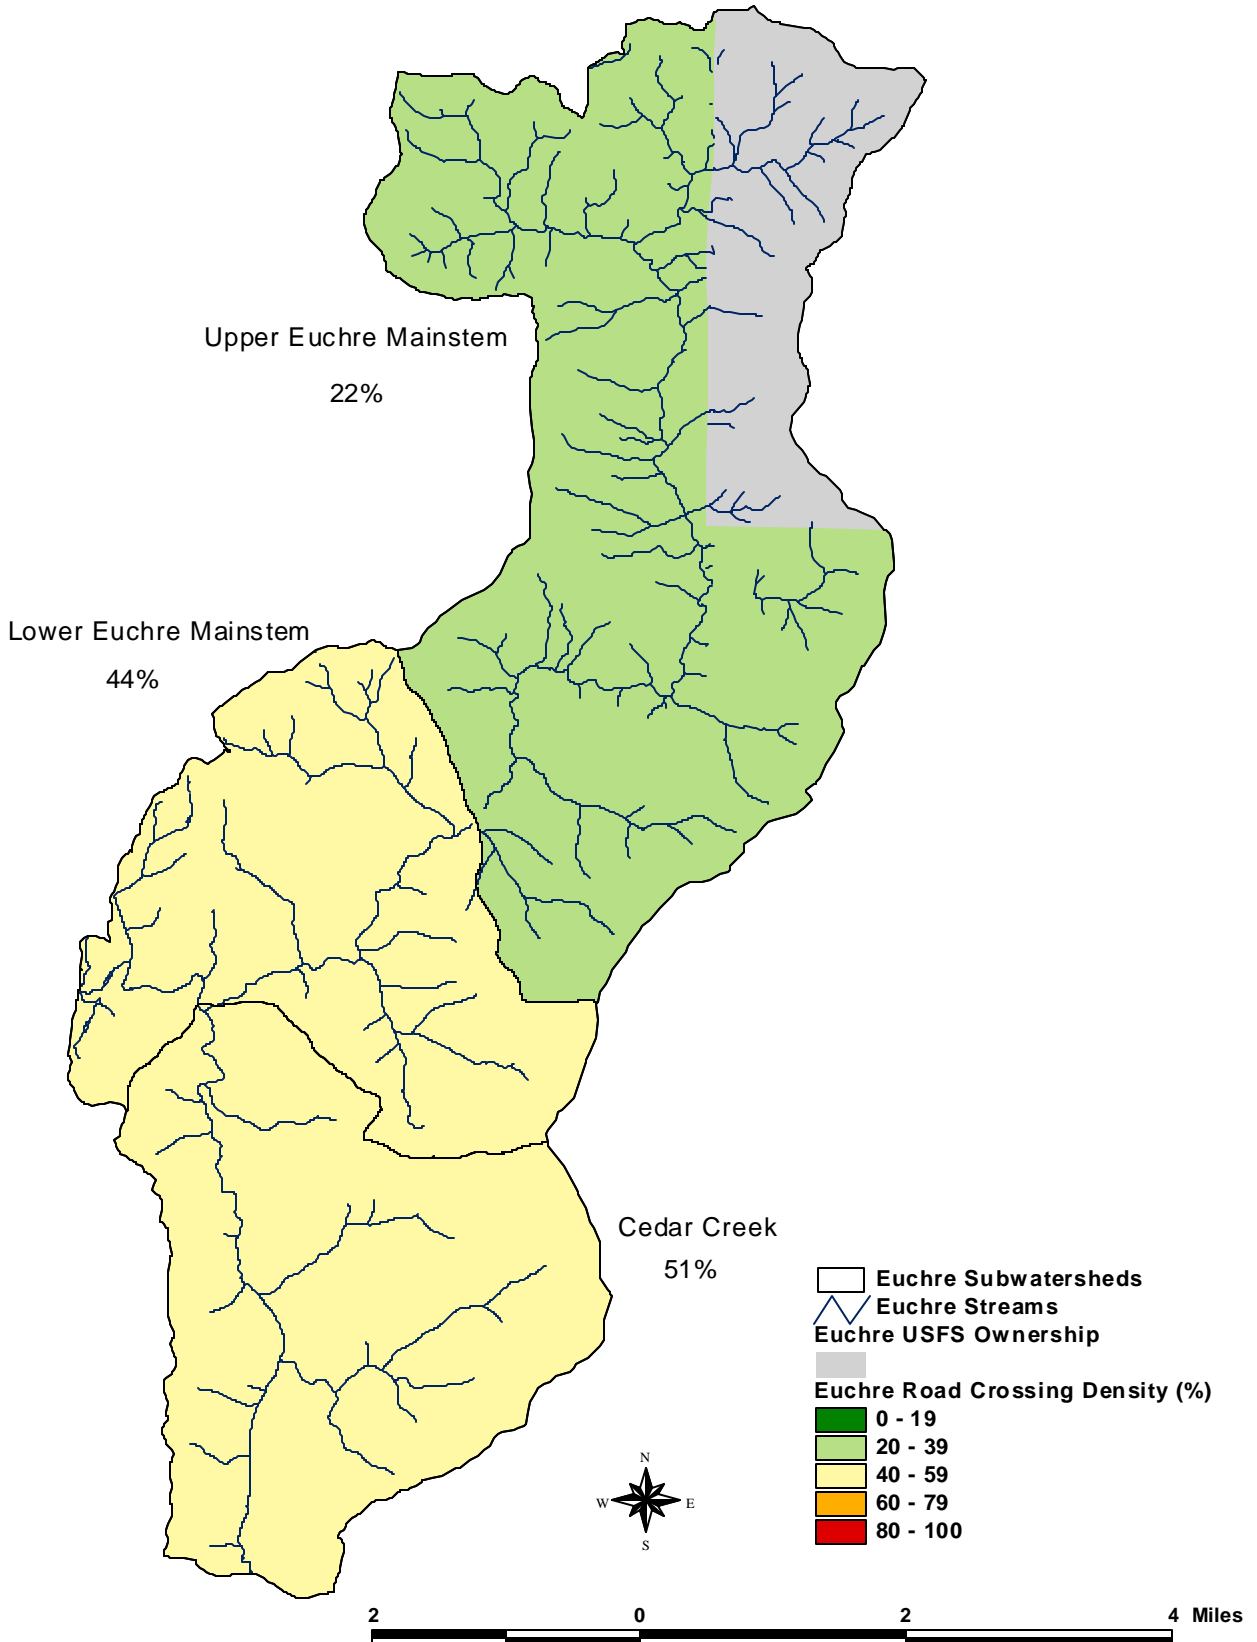 Upper Euchre Mainstem
22%
Lower Euchre Mainstem
44%
Cedar Creek
51%
Euchre Subwatersheds
Euchre Streams
Euchre USFS Ownership
Euchre Road Crossing Density (%)
0 - 19
20 - 39
40 - 59
60 - 79
80 - 100
N
W E
S
2 0 2 4 Miles